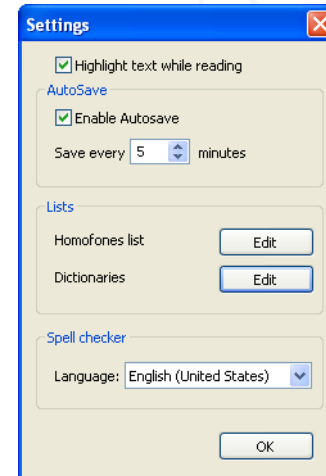 Settings
Highlight text while reading
AutoSave
Enable Autosave
Save every 5 minutes
Lists
Homofones list Edit
Dictionaries Edit
Spell checker
Language: English (United States)
OK